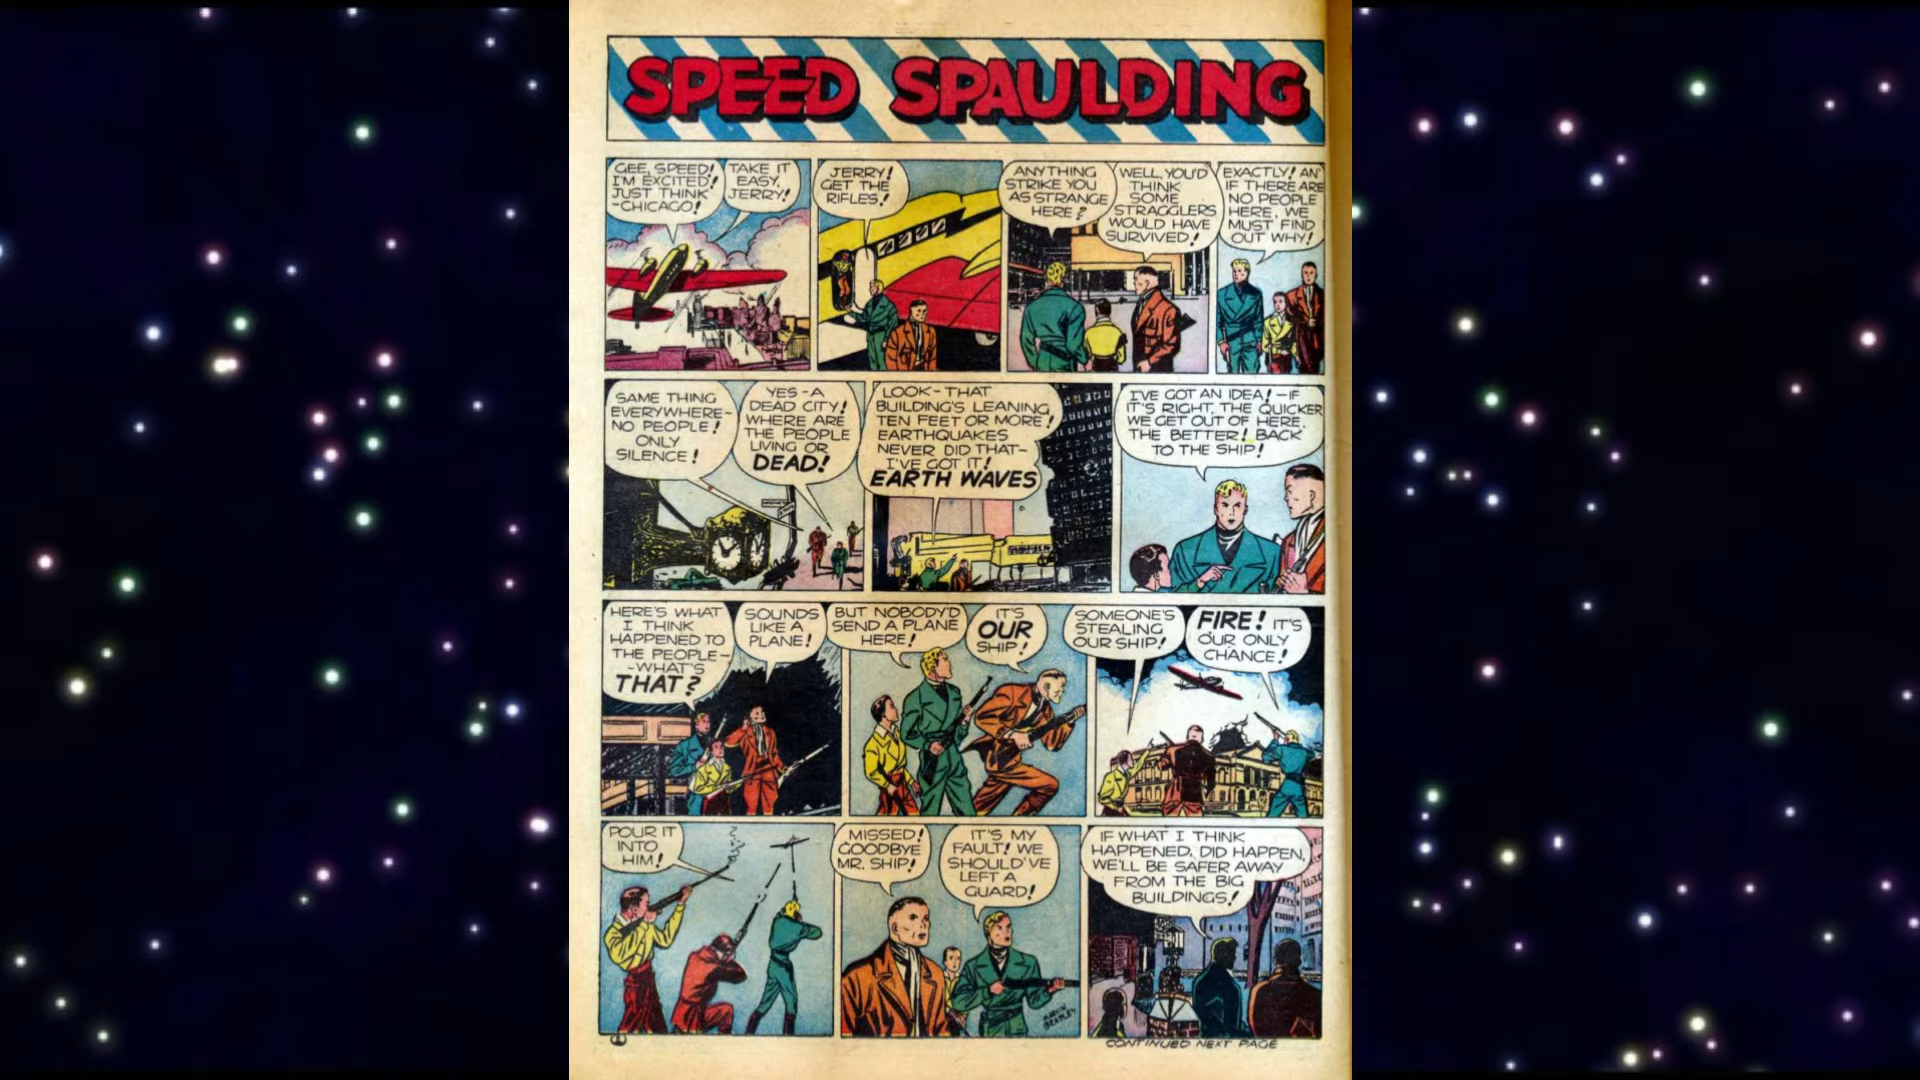 SPEED SPAULDING
GEE, SPEED!
I'M EXCITED!
JUST THINK
-CHICAGO!
TAKE IT
EASY,
JERRY!
JERRY!
GET THE
RIFLES!
ANYTHING
STRIKE YOU
AS STRANGE
HERE?
WELL, YOU'D
THINK
SOME
STRAGGLERS
WOULD HAVE
SURVIVED!
EXACTLY! AN'
IF THERE ARE
NO PEOPLE
HERE, WE
MUST FIND
OUT WHY!
SAME THING
EVERYWHERE-
NO PEOPLE!
ONLY
SILENCE!
YES-A
DEAD CITY!
WHERE ARE
THE PEOPLE
LIVING OR
DEAD!
LOOK-THAT
BUILDING'S LEANING
TEN FEET OR MORE!
EARTHQUAKES
NEVER DID THAT-
I'VE GOT IT!
EARTH WAVES
I'VE GOT AN IDEA!-IF
IT'S RIGHT, THE QUICKER
WE GET OUT OF HERE,
THE BETTER! BACK
TO THE SHIP!
HERE'S WHAT
I THINK
HAPPENED TO
THE PEOPLE-
-WHAT'S
THAT?
SOUNDS
LIKE A
PLANE!
BUT NOBODY'D
SEND A PLANE
HERE!
IT'S
OUR
SHIP!
SOMEONE'S
STEALING
OUR SHIP!
FIRE! IT'S
OUR ONLY
CHANCE!
POUR IT
INTO
HIM!
MISSED!
GOODBYE
MR. SHIP!
IT'S MY
FAULT! WE
SHOULD'VE
LEFT A
GUARD!
MARVIN
BRADLEY
IF WHAT I THINK
HAPPENED, DID HAPPEN,
WE'LL BE SAFER AWAY
FROM THE BIG
BUILDINGS!
CONTINUED NEXT PAGE